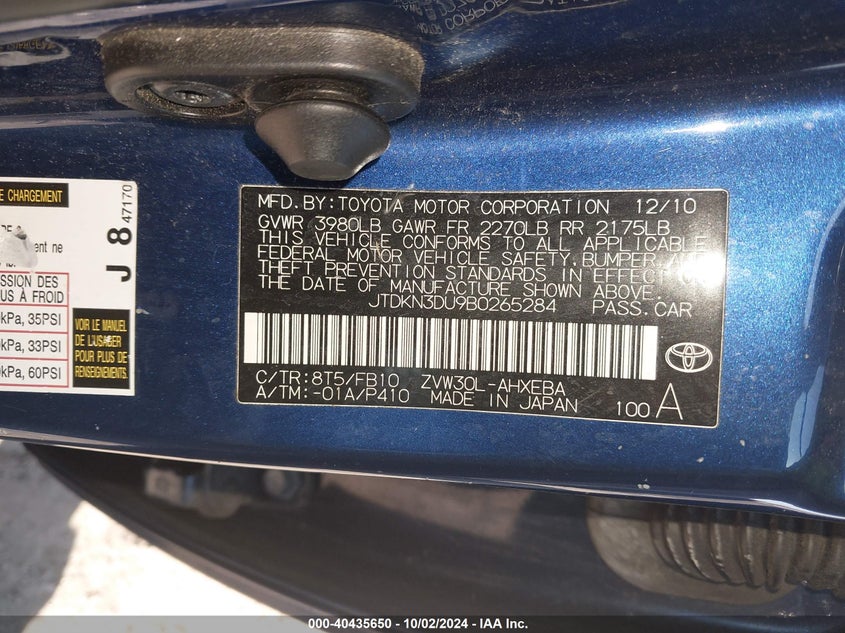 E CHARGEMENT
ent ne
SSION DES
US À FROID
kPa, 35PSI
kPa, 33PSI
kPa, 60PSI
VOIR LE MANUEL
DE L'USAGER
POUR PLUS DE
RENSEIGNEMENTS.
J 8 47170
MFD.BY:TOYOTA MOTOR CORPORATION 12/10
GVWR 3980LB GAWR FR 2270LB RR 2175LB
THIS VEHICLE CONFORMS TO ALL APPLICABLE
FEDERAL MOTOR VEHICLE SAFETY, BUMPER, AND
THEFT PREVENTION STANDARDS IN EFFECT ON
THE DATE OF MANUFACTURE SHOWN ABOVE.
JTDKN3DU9B0265284 PASS.CAR
TOYOTA
C/TR:8T5/FB10 ZVW30L-AHXEBA
A/TM:-01A/P410 MADE IN JAPAN 100 A
000-40435650 - 10/02/2024 - IAA Inc.